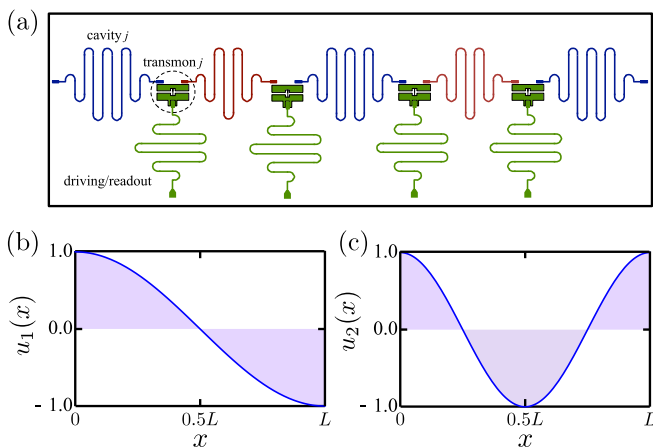 (a)
cavity j
transmon j
driving/readout
(b)
(c)
1.0
0.0
- 1.0
u₁(x)
0
0.5L
L
x
1.0
0.0
- 1.0
u₂(x)
0
0.5L
L
x